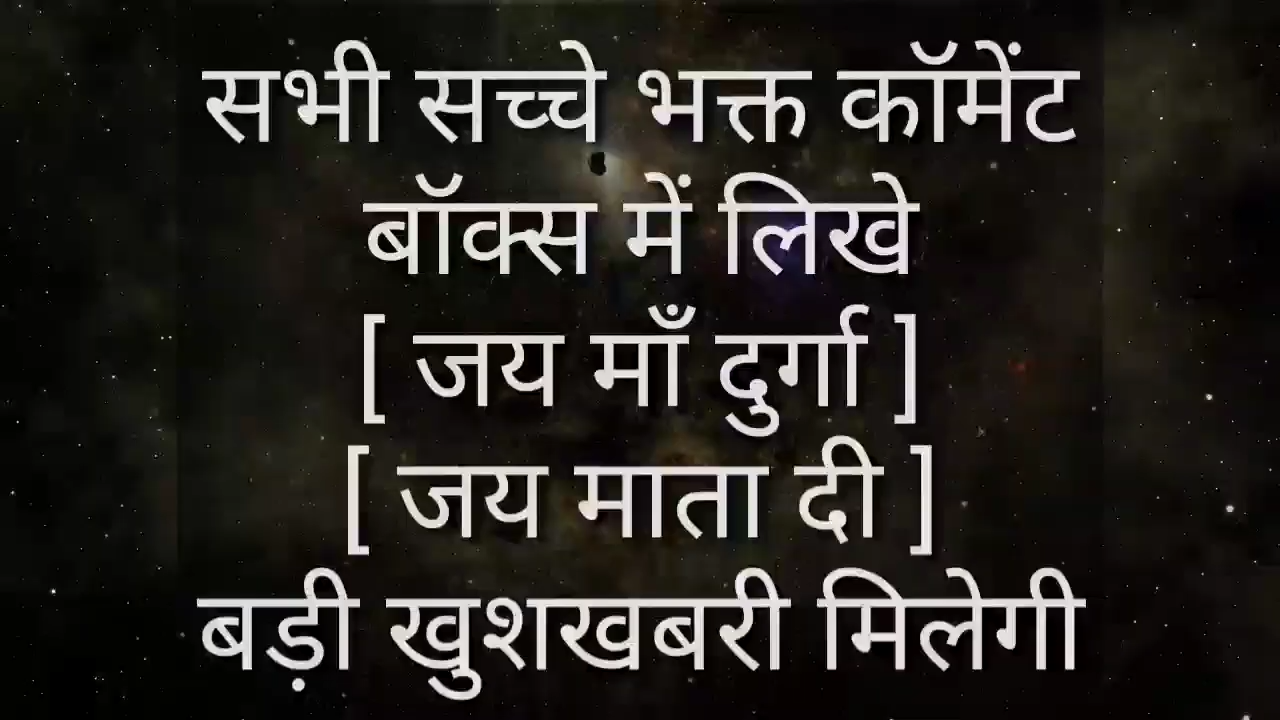 सभी सच्चे भक्त कॉमेंट
बॉक्स में लिखे
[ जय माँ दुर्गा ]
[ जय माता दी ]
बड़ी खुशखबरी मिलेगी